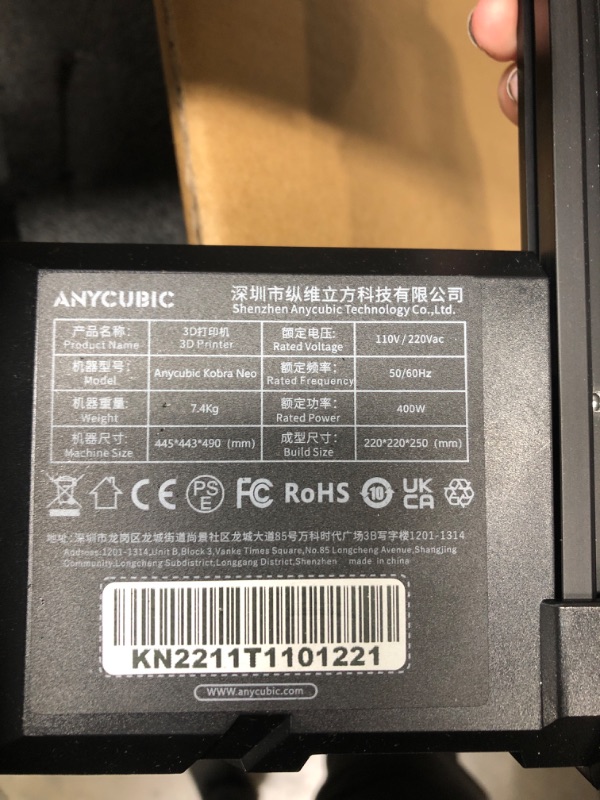 ANYCUBIC
深圳市纵维立方科技有限公司
Shenzhen Anycubic Technology Co.,Ltd.
产品名称: 3D打印机 额定电压: 110V/220Vac
Product Name 3D Printer Rated Voltage
机器型号: Anycubic Kobra Neo 额定频率: 50/60Hz
Model Rated Frequency
机器重量: 7.4Kg 额定功率: 400W
Weight Rated Power
机器尺寸: 445*443*490 (mm) 成型尺寸: 220*220*250 (mm)
Machine Size Build Size
CE PSE FC RoHS 10 UKCA
地址:深圳市龙岗区龙城街道尚景社区龙城大道85号万科时代广场3B写字楼1201-1314
Address:1201-1314,Unit B,Block 3,Vanke Times Square,No.85 Longcheng Avenue,Shangjing
Community,Longcheng Subdistrict,Longgang District,Shenzhen made in china
KN2211T1101221
www.anycubic.com